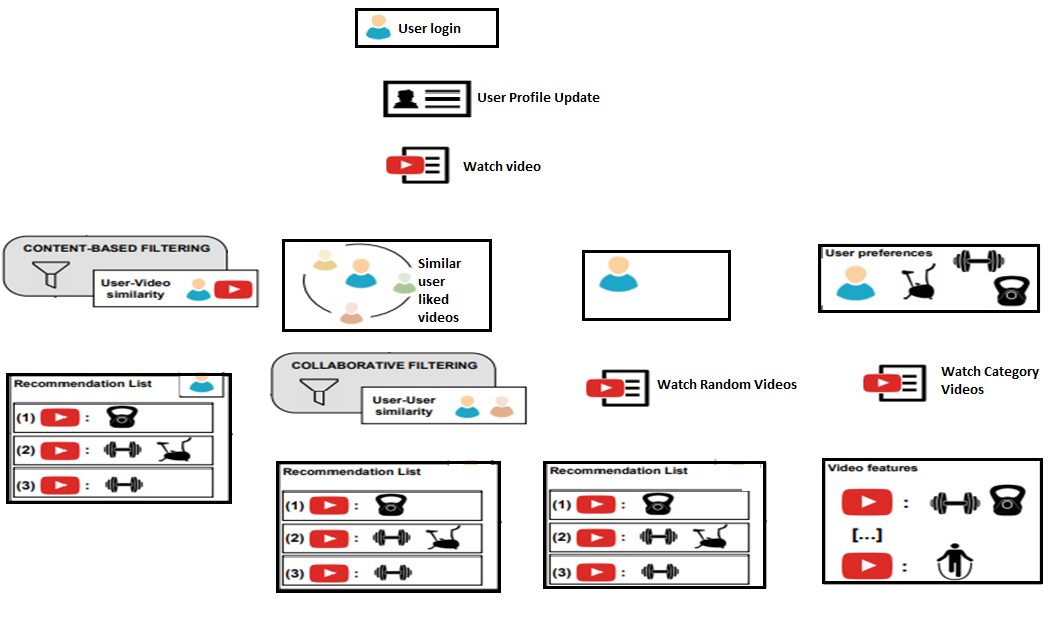 User login
User Profile Update
Watch video
CONTENT-BASED FILTERING
User-Video
similarity
Similar
user
liked
videos
User preferences
Recommendation List
(1) :
(2) :
(3) :
COLLABORATIVE FILTERING
User-User
similarity
Watch Random Videos
Watch Category
Videos
Recommendation List
(1) :
(2) :
(3) :
Recommendation List
(1) :
(2) :
(3) :
Video features
:
[...]
: